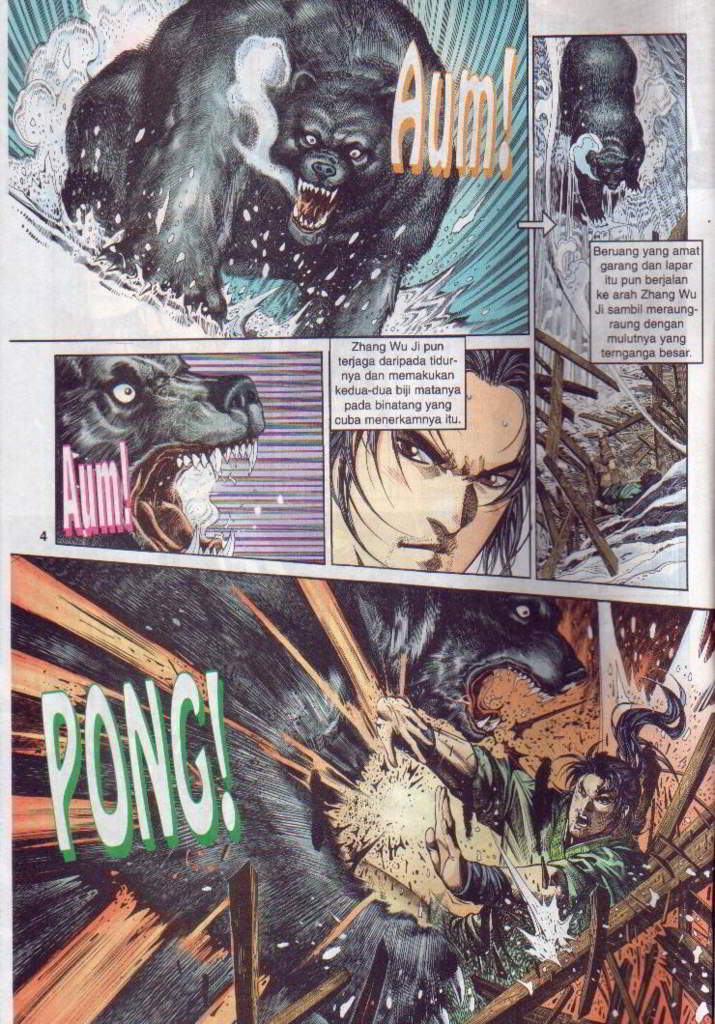 Aum!
Beruang yang amat
garang dan lapar
itu pun berjalan
ke arah Zhang Wu
Ji sambil meraung-
raung dengan
mulutnya yang
ternganga besar.
Zhang Wu Ji pun
terjaga daripada tidur-
nya dan memakukan
kedua-dua biji matanya
pada binatang yang
cuba menerkamnya itu.
Aum!
4
PONG!